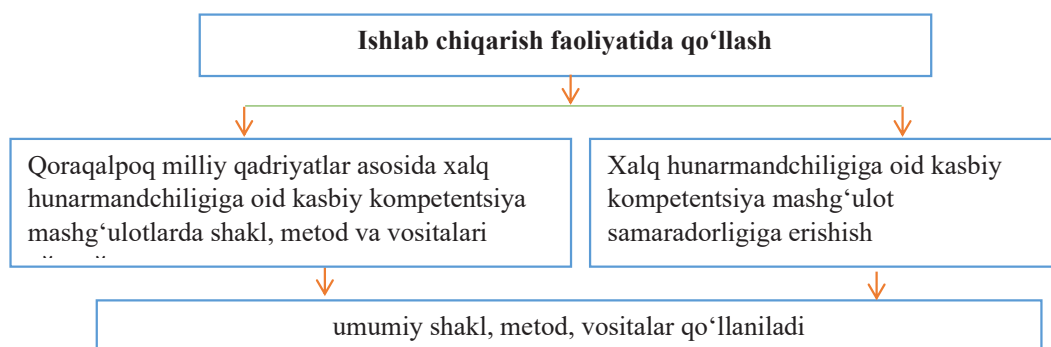 Ishlab chiqarish faoliyatida qo‘llash
Qoraqalpoq milliy qadriyatlar asosida xalq
hunarmandchiligiga oid kasbiy kompetentsiya
mashg‘ulotlarda shakl, metod va vositalari
Xalq hunarmandchiligiga oid kasbiy
kompetentsiya mashg‘ulot
samaradorligiga erishish
umumiy shakl, metod, vositalar qo‘llaniladi